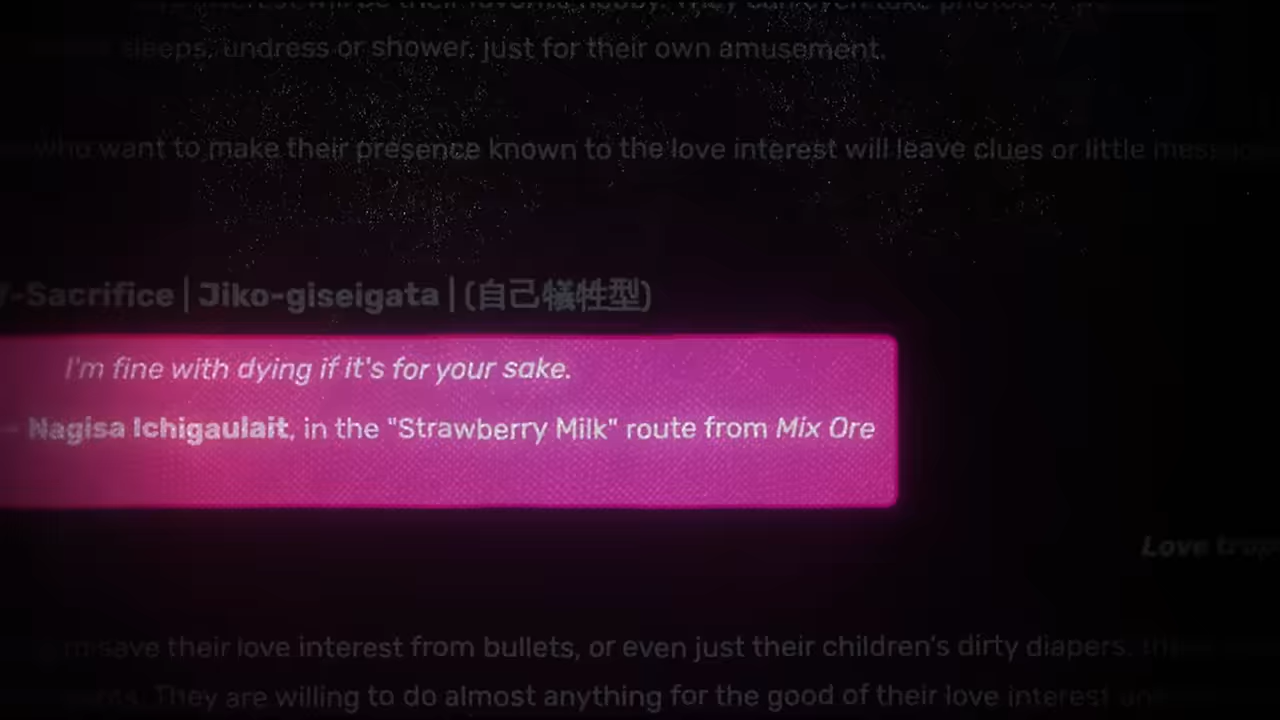 sleeps, undress or shower. just for their own amusement.
who want to make their presence known to the love interest will leave clues or little
-Sacrifice | Jiko-giseigata | (自己犠牲型)
I'm fine with dying if it's for your sake.
— Nagisa Ichigaulait, in the "Strawberry Milk" route from Mix Ore
Love
save their love interest from bullets, or even just their children's dirty diapers.
They are willing to do almost anything for the good of their love interest